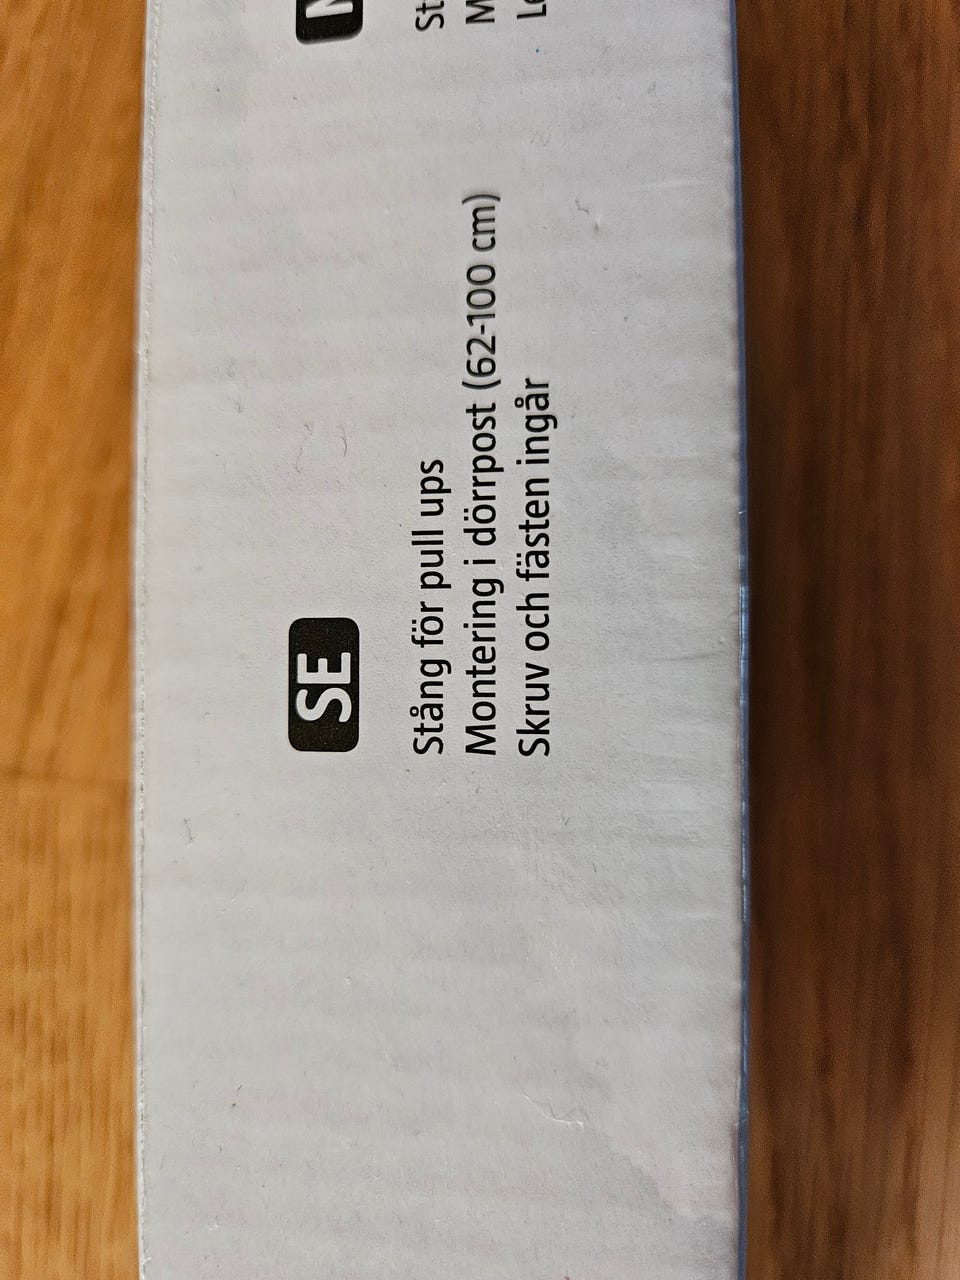 SE
Stång för pull ups
Montering i dörrpost (62-100 cm)
Skruv och fästen ingår